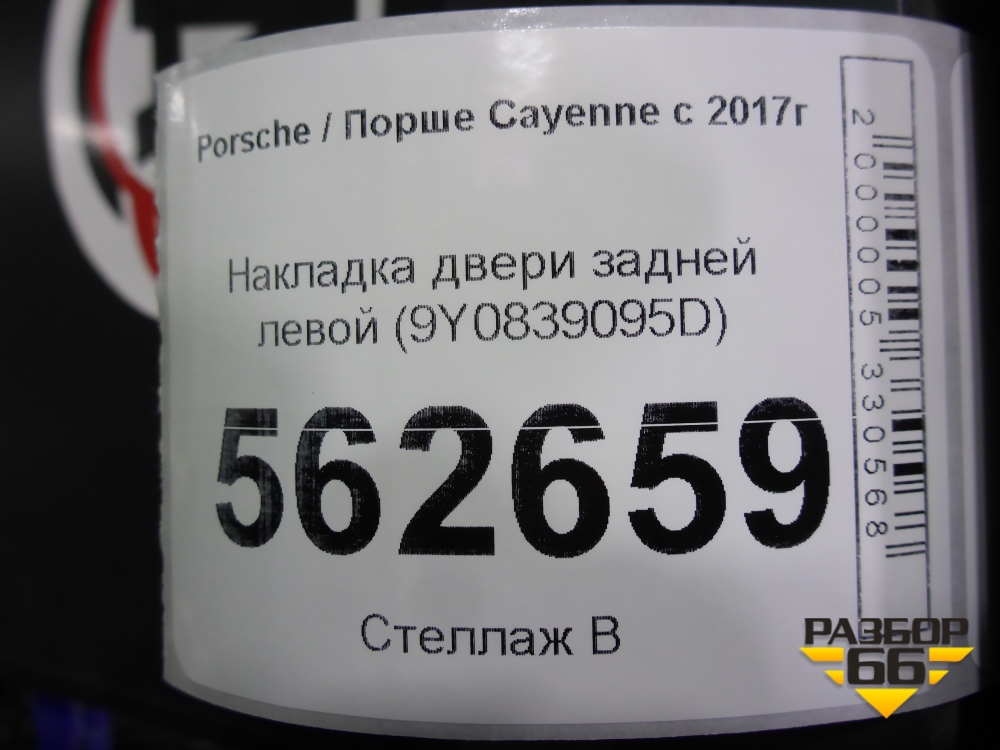 Porsche / Порше Cayenne с 2017г
Накладка двери задней
левой (9Y0839095D)
562659
Стеллаж В
2000005330568
РАЗБОР
66